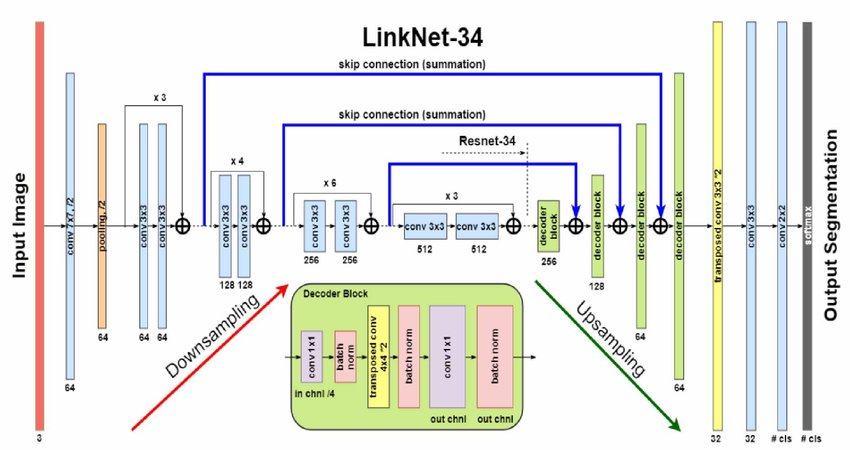 LinkNet-34
skip connection (summation)
x 3
skip connection (summation)
Resnet-34
x 4
x 6
x 3
Input Image
3
conv 7x7, /2
64
pooling, /2
64
conv 3x3
64
conv 3x3
64
conv 3x3
128
conv 3x3
128
conv 3x3
256
conv 3x3
256
conv 3x3
512
conv 3x3
512
decoder block
256
decoder block
128
decoder block
64
decoder block
64
transposed conv 3x3 *2
32
conv 3x3
32
conv 2x2
# cls
softmax
# cls
Output Segmentation
Downsampling
Upsampling
Decoder Block
conv 1x1
in chnl /4
batch norm
transposed conv
4x4 *2
batch norm
conv 1x1
out chnl
batch norm
out chnl